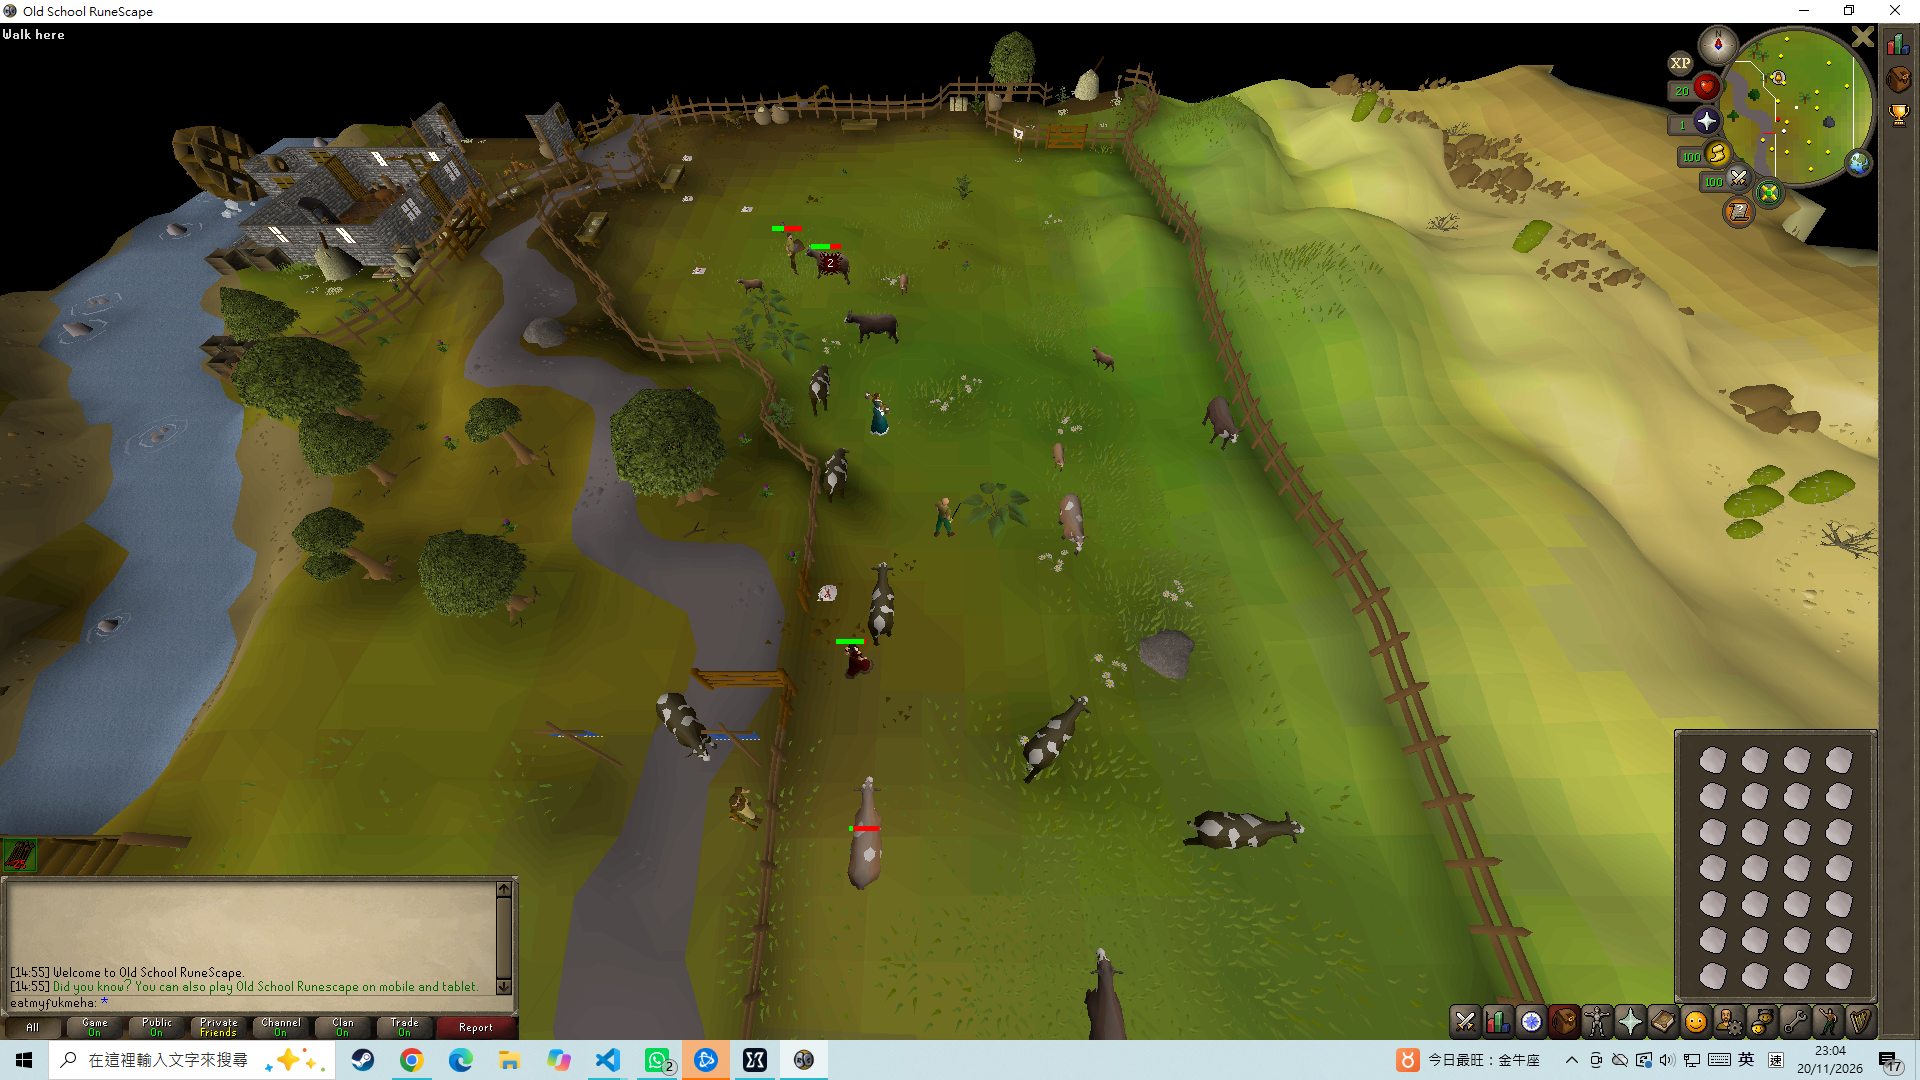 Old School RuneScape
Walk here
N
XP
20
1
100
100
2
25
[14:55] Welcome to Old School RuneScape.
[14:55] Did you know? You can also play Old School Runescape on mobile and tablet.
eatmyfukmeha: *
All
Game
On
Public
On
Private
Friends
Channel
On
Clan
On
Trade
On
Report
在這裡輸入文字來搜尋
2
今日最旺：金牛座
英
速
23:04
20/11/2026
17